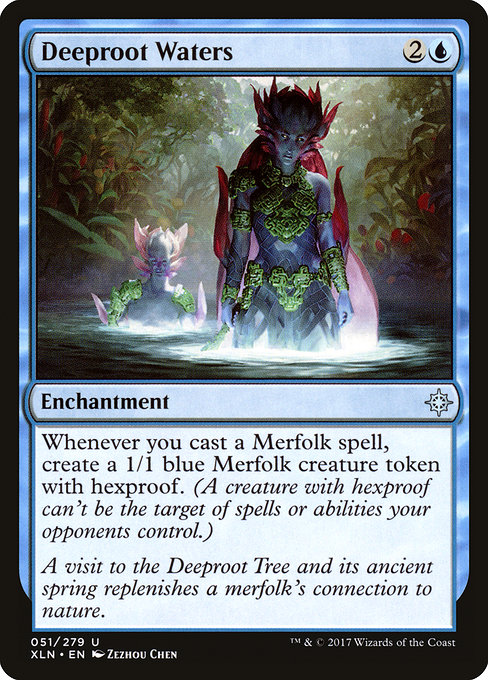 Deeproot Waters 2
Enchantment
Whenever you cast a Merfolk spell,
create a 1/1 blue Merfolk creature token
with hexproof. (A creature with hexproof
can't be the target of spells or abilities your
opponents control.)
A visit to the Deeproot Tree and its ancient
spring replenishes a merfolk's connection to
nature.
051/279 U
XLN • EN Zezhou Chen
™ & © 2017 Wizards of the Coast